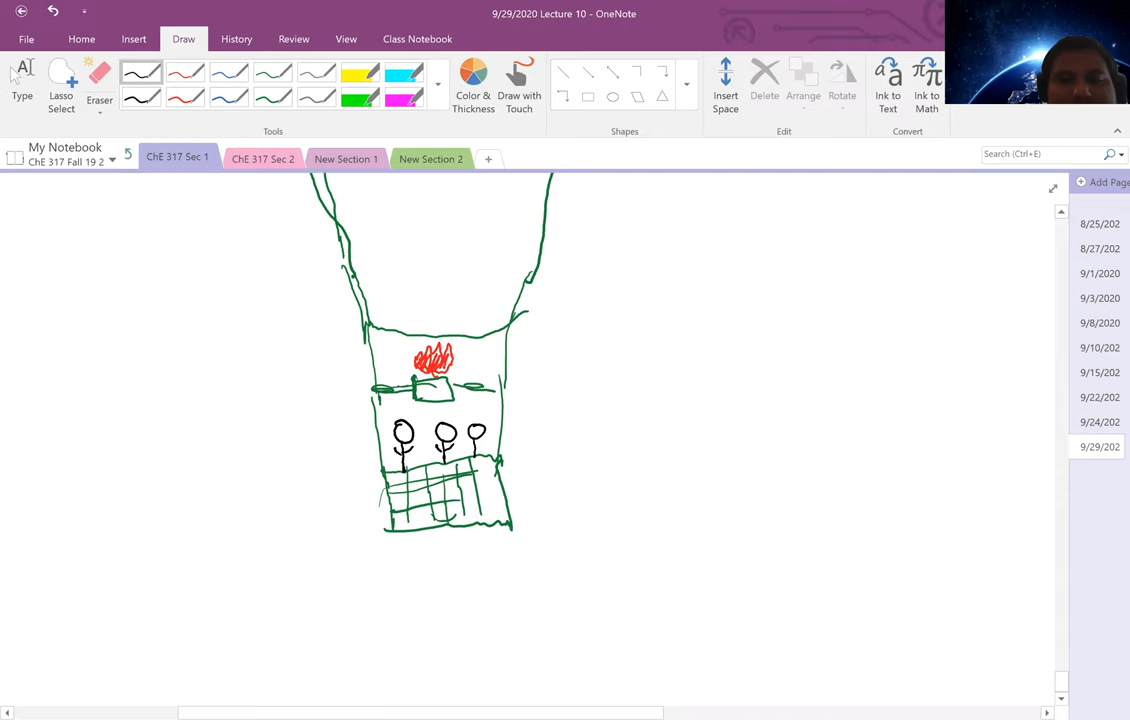 9/29/2020 Lecture 10 - OneNote
File Home Insert Draw History Review View Class Notebook
Type
Lasso Select
Eraser
Color & Thickness
Draw with Touch
Insert Space
Delete
Arrange
Rotate
Ink to Text
Ink to Math
Tools
Shapes
Edit
Convert
My Notebook
ChE 317 Fall 19 2
ChE 317 Sec 1
ChE 317 Sec 2
New Section 1
New Section 2
Search (Ctrl+E)
Add Page
8/25/202
8/27/202
9/1/2020
9/3/2020
9/8/2020
9/10/202
9/15/202
9/22/202
9/24/202
9/29/202